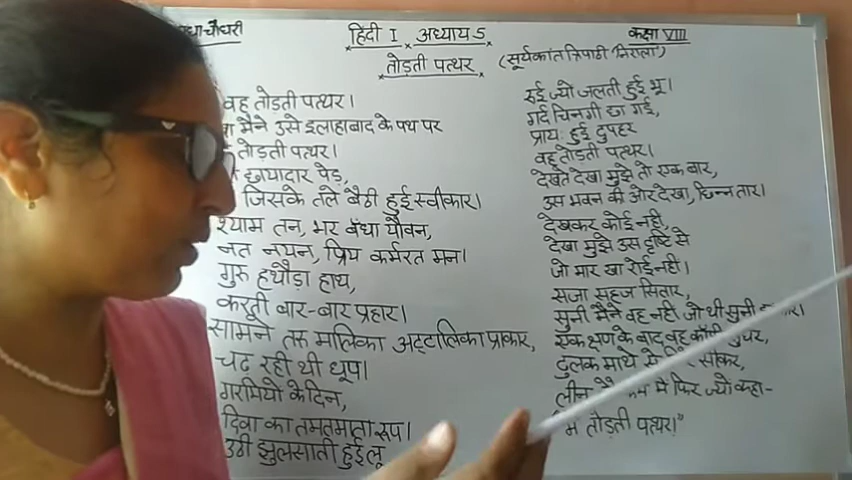 धा चौधरी
हिंदी I अध्याय 5
कक्षा VIII
तोड़ती पत्थर (सूर्यकांत त्रिपाठी निराला)
वह तोड़ती पत्थर।
मैने उसे इलाहाबाद के पथ पर
तोड़ती पत्थर।
छायादार पेड़,
जिसके तले बैठी हुई स्वीकार।
श्याम तन, भर बंधा यौवन,
नत नयन, प्रिय कर्मरत मन।
गुरु हथौड़ा हाथ,
करती बार-बार प्रहार।
सामने तरु मालिका अट्टालिका प्राकार,
चढ रही थी धूप।
गरमियो के दिन,
दिवा का तमतमाता रूप।
उठी झुलसाती हुई लू
रुई ज्यो जलती हुई भू।
गर्द चिनगी छा गई,
प्रायः हुई दुपहर
वह तोड़ती पत्थर।
देखते देखा मुझे तो एक बार,
उस भवन की ओर देखा, छिन्न तार।
देखकर कोई नही,
देखा मुझे उस दृष्टि से
जो मार खा रोई नही।
सजा सहज सितार,
सुनी मैने वह नही जो थी सुनी
एक क्षण के बाद वह काँपी सुघर,
ढुलक माथे से सीकर,
लीन मे फिर ज्यो कहा-
तोड़ती पत्थर।"